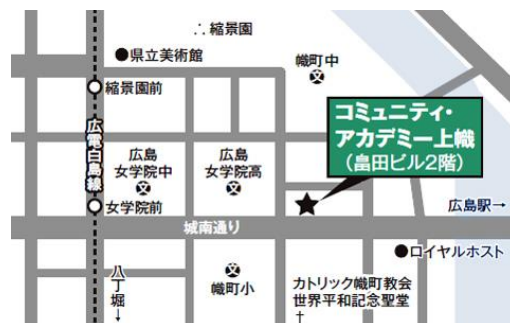 ∴縮景園
●県立美術館
幟町中
縮景園前
コミュニティ・
アカデミー上幟
(畠田ビル2階)
広電白島線
広島
女学院中
広島
女学院高
女学院前
広島駅→
城南通り
●ロイヤルホスト
八丁堀↓
幟町小
カトリック幟町教会
世界平和記念聖堂
†